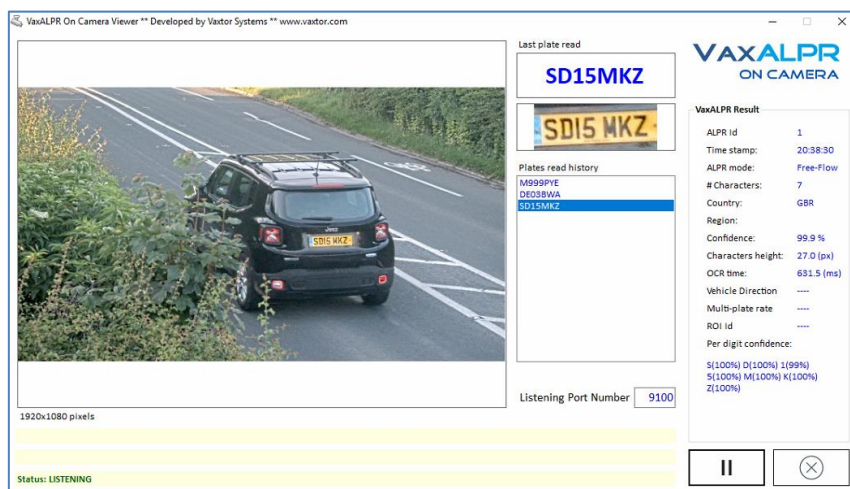 VaxALPR On Camera Viewer ** Developed by Vaxtor Systems ** www.vaxtor.com
Last plate read
SD15MKZ
SD15 MKZ
Plates read history
M999PYE
DE03BWA
SD15MKZ
Listening Port Number 9100
Jeep
SD15 MKZ
1920x1080 pixels
Status: LISTENING
VAXALPR
ON CAMERA
VaxALPR Result
ALPR Id 1
Time stamp: 20:38:30
ALPR mode: Free-Flow
# Characters: 7
Country: GBR
Region:
Confidence: 99.9 %
Characters height: 27.0 (px)
OCR time: 631.5 (ms)
Vehicle Direction ----
Multi-plate rate ----
ROI Id ----
Per digit confidence:
S(100%) D(100%) 1(99%)
5(100%) M(100%) K(100%)
Z(100%)